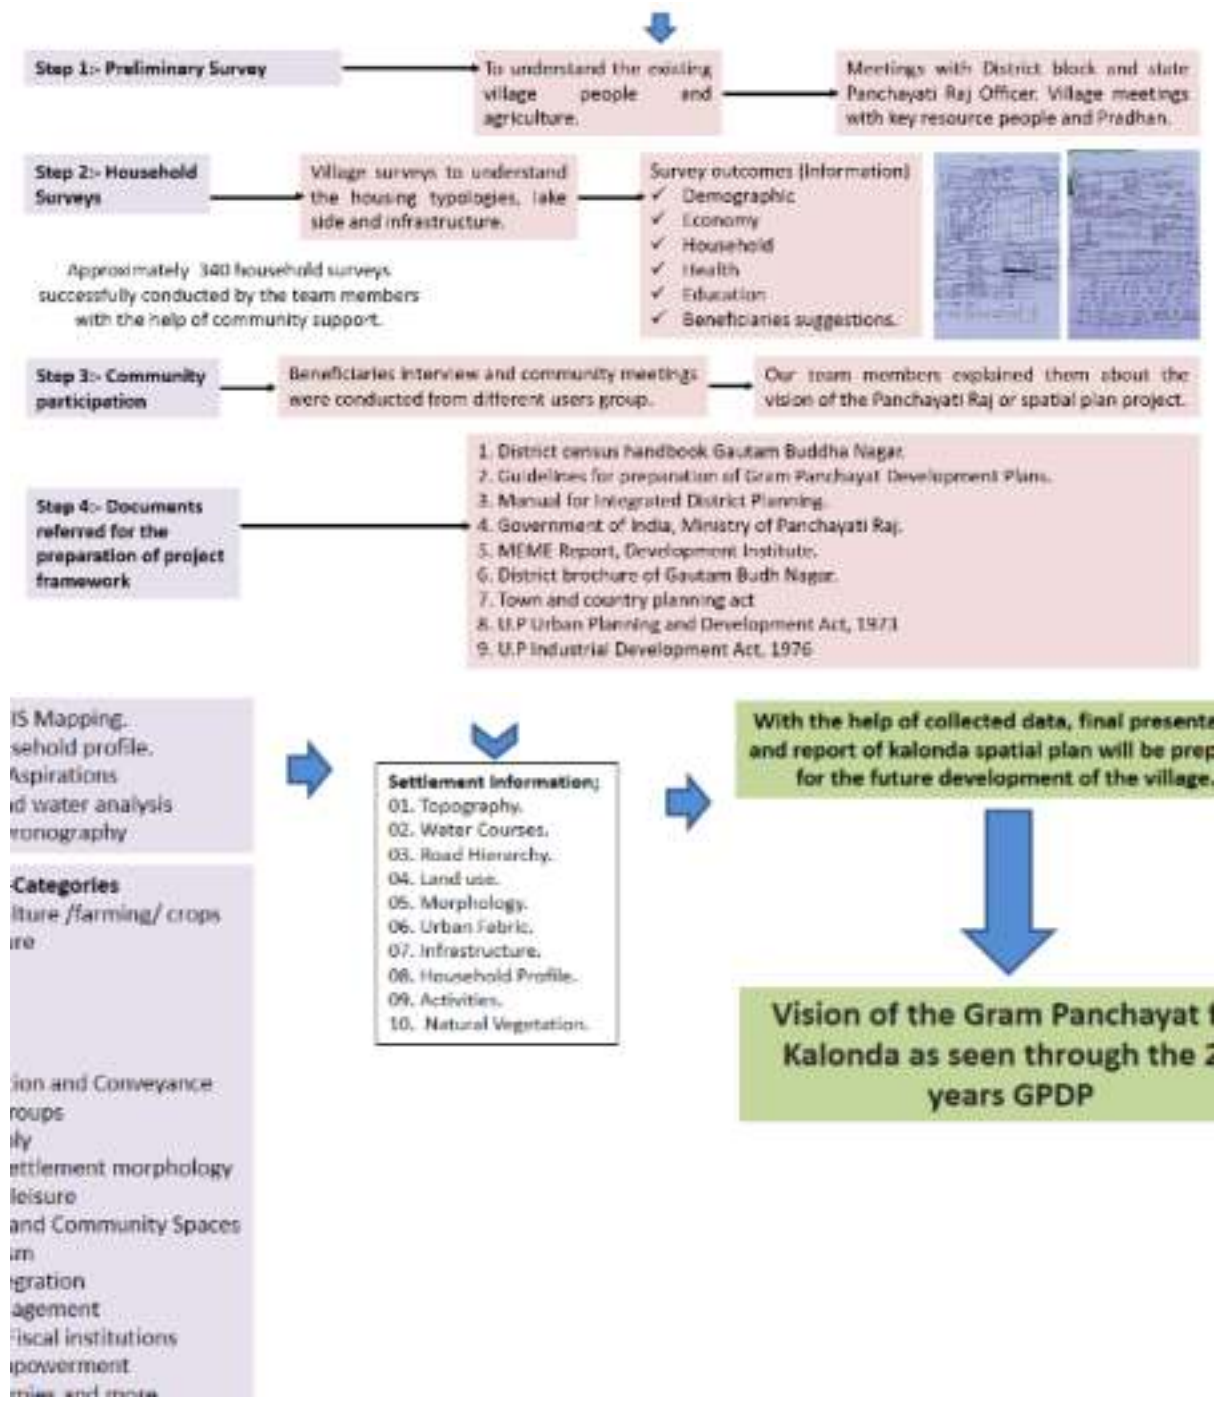 Step 1:- Preliminary Survey
To understand the existing
village people and
agriculture.
Meetings with District block and state
Panchayati Raj Officer. Village meetings
with key resource people and Pradhan.
Step 2:- Household
Surveys
Village surveys to understand
the housing typologies, lake
side and infrastructure.
Survey outcomes (Information)
✓ Demographic
✓ Economy
✓ Household
✓ Health
✓ Education
✓ Beneficiaries suggestions.
Approximately 340 household surveys
successfully conducted by the team members
with the help of community support.
Step 3:- Community
participation
Beneficiaries interview and community meetings
were conducted from different users group.
Our team members explained them about the
vision of the Panchayati Raj or spatial plan project.
Step 4:- Documents
referred for the
preparation of project
framework
1. District census handbook Gautam Buddha Nagar.
2. Guidelines for preparation of Gram Panchayat Development Plans.
3. Manual for Integrated District Planning.
4. Government of India, Ministry of Panchayati Raj.
5. MEME Report, Development Institute.
6. District brochure of Gautam Budh Nagar.
7. Town and country planning act
8. U.P Urban Planning and Development Act, 1973
9. U.P Industrial Development Act, 1976
IS Mapping.
sehold profile.
Aspirations
nd water analysis
ronography
-Categories
lture /farming/ crops
ure
tion and Conveyance
roups
ply
ettlement morphology
leisure
and Community Spaces
sm
egration
agement
Fiscal institutions
powerment
and more
Settlement Information;
01. Topography.
02. Water Courses.
03. Road Hierarchy.
04. Land use.
05. Morphology.
06. Urban Fabric.
07. Infrastructure.
08. Household Profile.
09. Activities.
10. Natural Vegetation.
With the help of collected data, final presenta
and report of kalonda spatial plan will be prep
for the future development of the village.
Vision of the Gram Panchayat f
Kalonda as seen through the 2
years GPDP